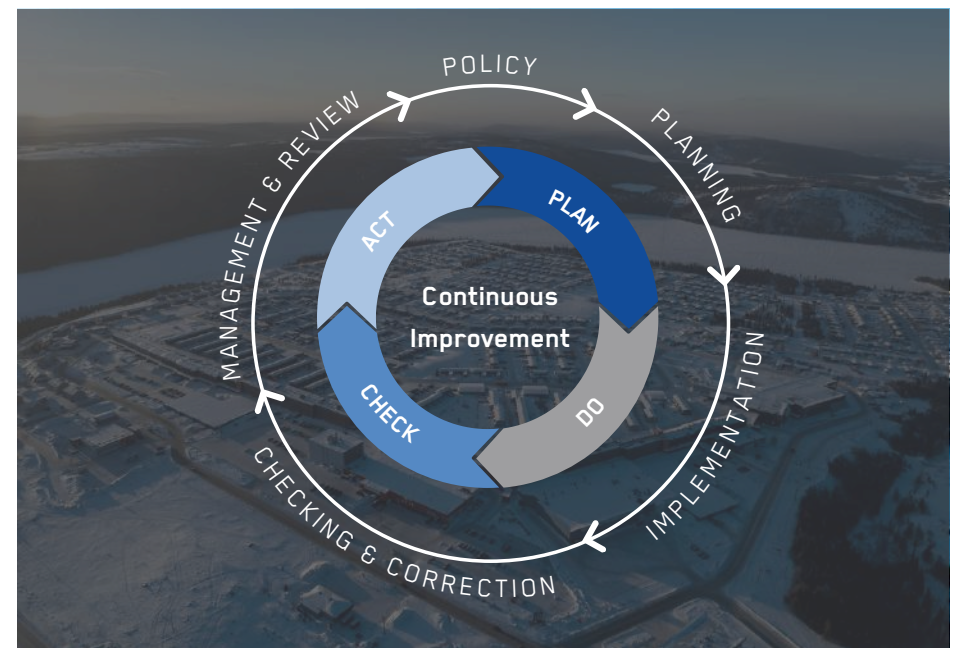 POLICY
PLANNING
IMPLEMENTATION
CHECKING & CORRECTION
MANAGEMENT & REVIEW
PLAN
DO
CHECK
ACT
Continuous
Improvement